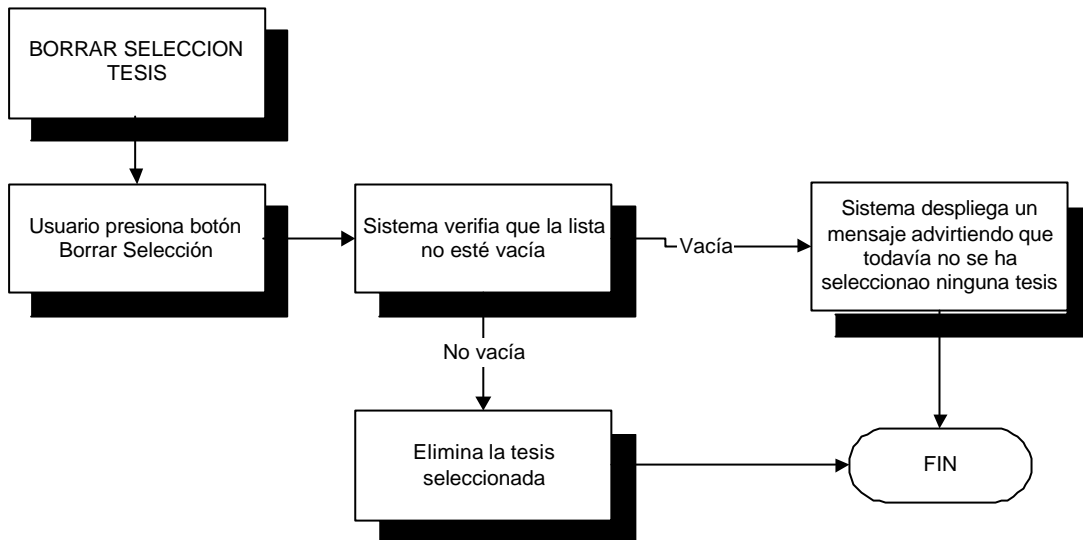 BORRAR SELECCION
TESIS
Usuario presiona botón
Borrar Selección
Sistema verifia que la lista
no esté vacía
Vacía
Sistema despliega un
mensaje advirtiendo que
todavía no se ha
seleccionao ninguna tesis
No vacía
Elimina la tesis
seleccionada
FIN